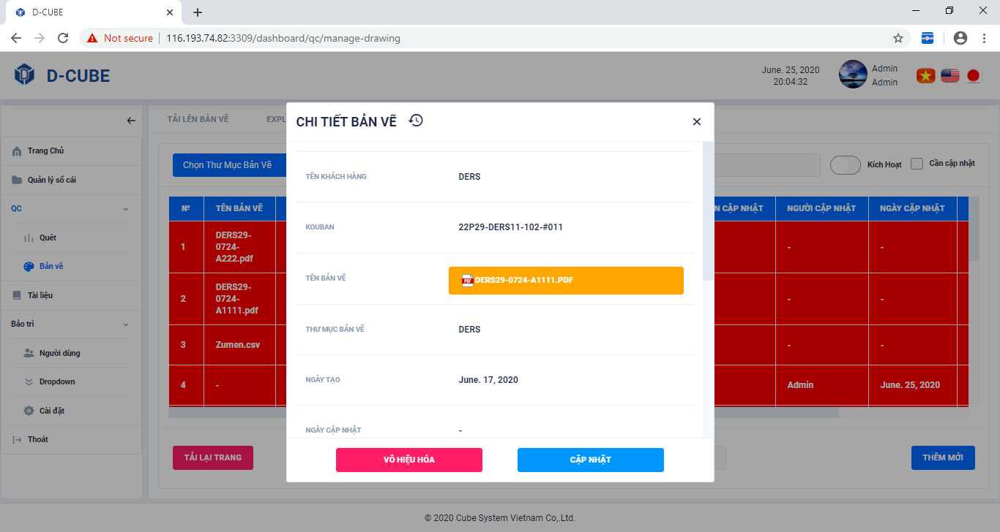 D-CUBE
Not secure
116.193.74.82:3309/dashboard/qc/manage-drawing
D-CUBE
June. 25, 2020
20:04:32
Admin
Admin
Trang Chủ
Quản lý sổ cái
QC
Quét
Bản vẽ
Tài liệu
Bảo trì
Người dùng
Dropdown
Cài đặt
Thoát
TẢI LÊN BẢN VẼ
EXPL
Chọn Thư Mục Bản Vẽ
Kích Hoạt
Cần cập nhật
Nº
TÊN BẢN VẼ
N CẬP NHẬT
NGƯỜI CẬP NHẬT
NGÀY CẬP NHẬT
1
DERS29-
0724-
A222.pdf
-
-
2
DERS29-
0724-
A1111.pdf
-
-
3
Zumen.csv
-
-
4
-
Admin
June. 25, 2020
CHI TIẾT BẢN VẼ
TÊN KHÁCH HÀNG
DERS
KOUBAN
22P29-DERS11-102-#011
TÊN BẢN VẼ
PDF
DERS29-0724-A1111.PDF
THƯ MỤC BẢN VẼ
DERS
NGÀY TẠO
June. 17, 2020
NGÀY CẬP NHẬT
-
VÔ HIỆU HÓA
CẬP NHẬT
TẢI LẠI TRANG
THÊM MỚI
© 2020 Cube System Vietnam Co,.Ltd.